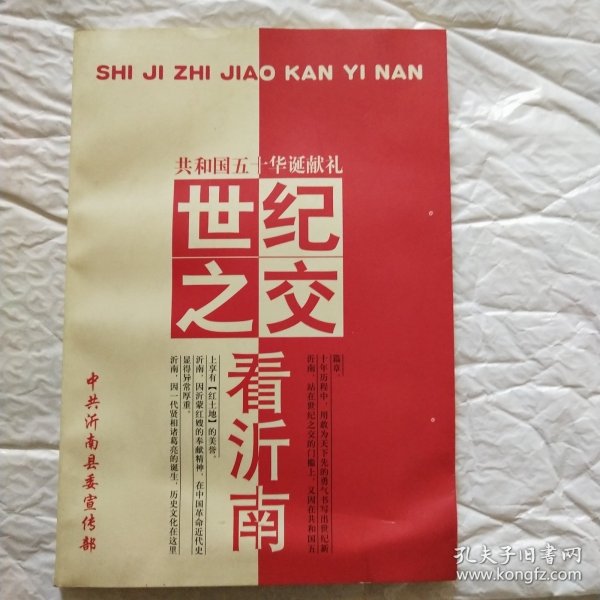 SHI JI ZHI JIAO KAN YI NAN
共和国五十华诞献礼
世纪
之交
看沂南
沂南，因一代贤相诸葛亮的诞生，历史文化在这里
显得异常厚重。
沂南，因沂蒙红嫂的奉献精神，在中国革命近代史
上享有【红土地】的美誉。
沂南，站在世纪之交的门槛上，又因在共和国五
十年历程中，用敢为天下先的勇气书写出世纪新
篇章。
中共沂南县委宣传部
孔夫子旧书网
www.kongfz.com